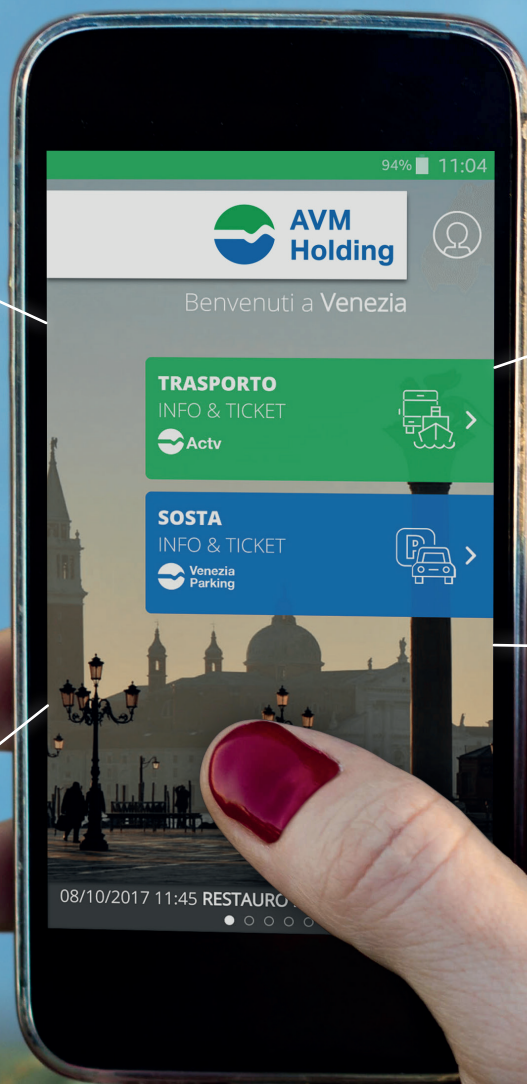 94% 11:04
AVM
Holding
Benvenuti a Venezia
TRASPORTO
INFO & TICKET
Actv
SOSTA
INFO & TICKET
P
Venezia
Parking
08/10/2017 11:45 RESTAURO